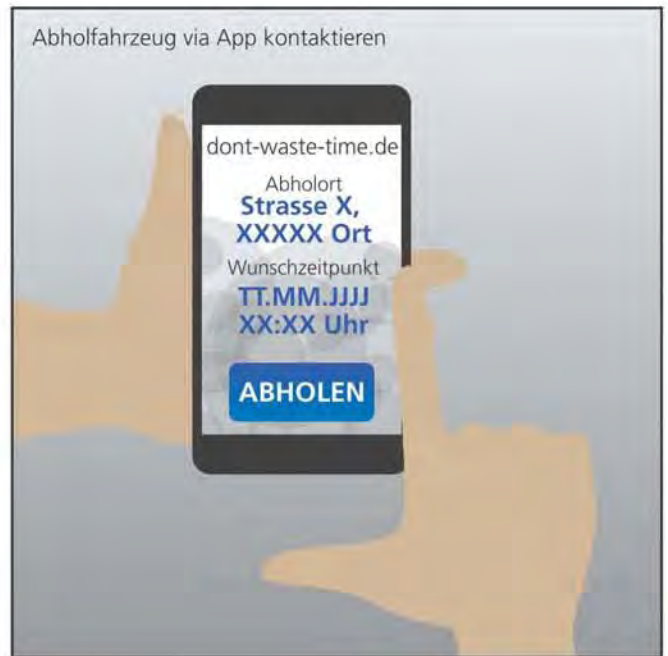 Abholfahrzeug via App kontaktieren
dont-waste-time.de
Abholort
Strasse X,
XXXXX Ort
Wunschzeitpunkt
TT.MM.JJJJ
XX:XX Uhr
ABHOLEN